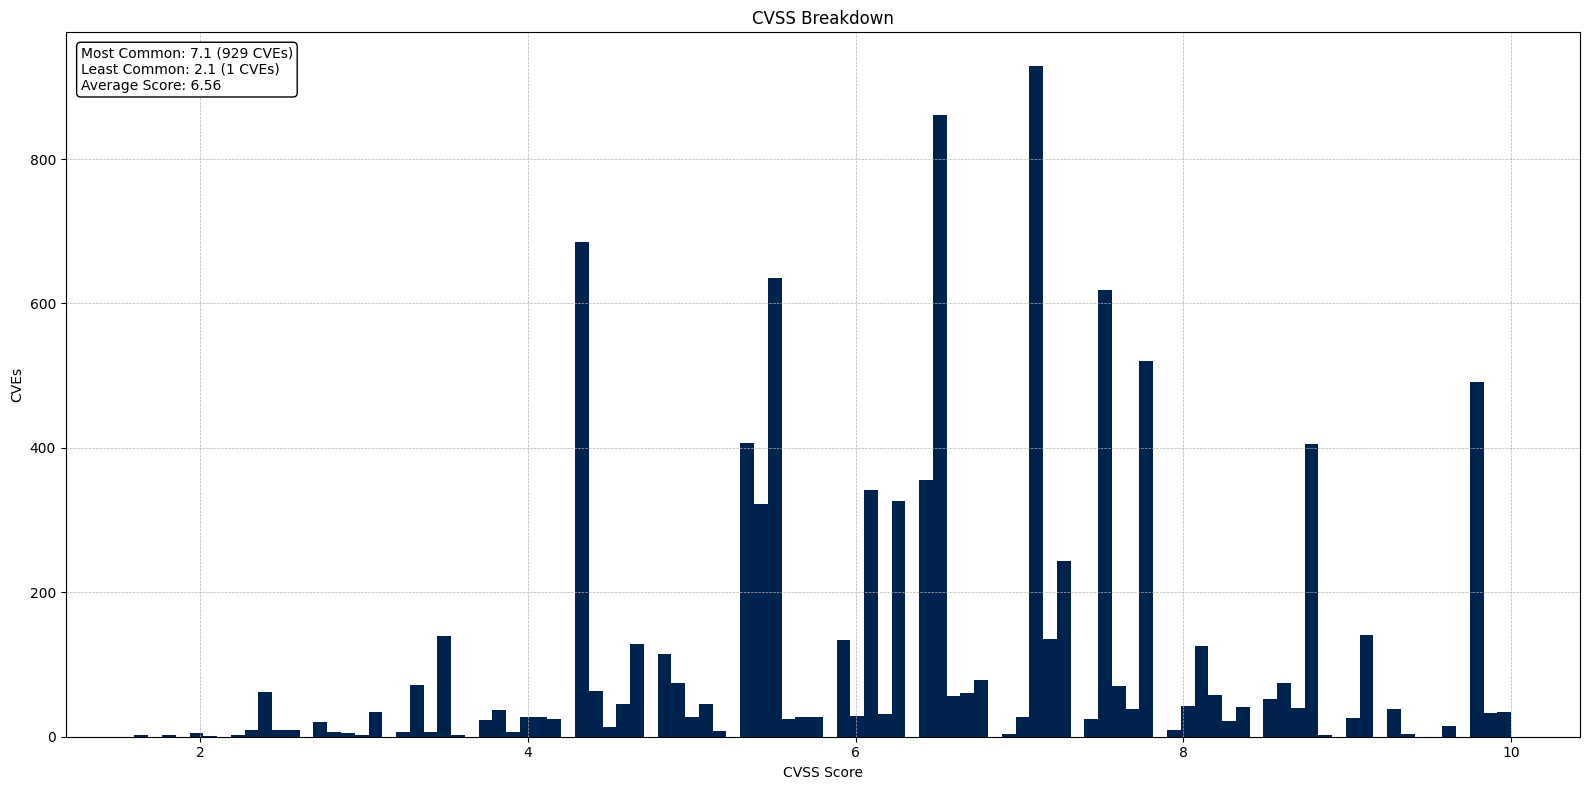 CVSS Breakdown
Most Common: 7.1 (929 CVEs)
Least Common: 2.1 (1 CVEs)
Average Score: 6.56
CVEs
800
600
400
200
0
2 4 6 8 10
CVSS Score